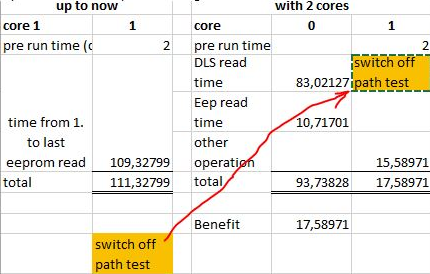 up to now
with 2 cores
core 1 1
core 0 1
pre run time (c 2
pre run time 2
DLS read
time 83,02127
switch off
path test
Eep read
time 10,71701
time from 1.
to last
eeprom read 109,32799
other
operation 15,58971
total 111,32799
total 93,73828 17,58971
Benefit 17,58971
switch off
path test